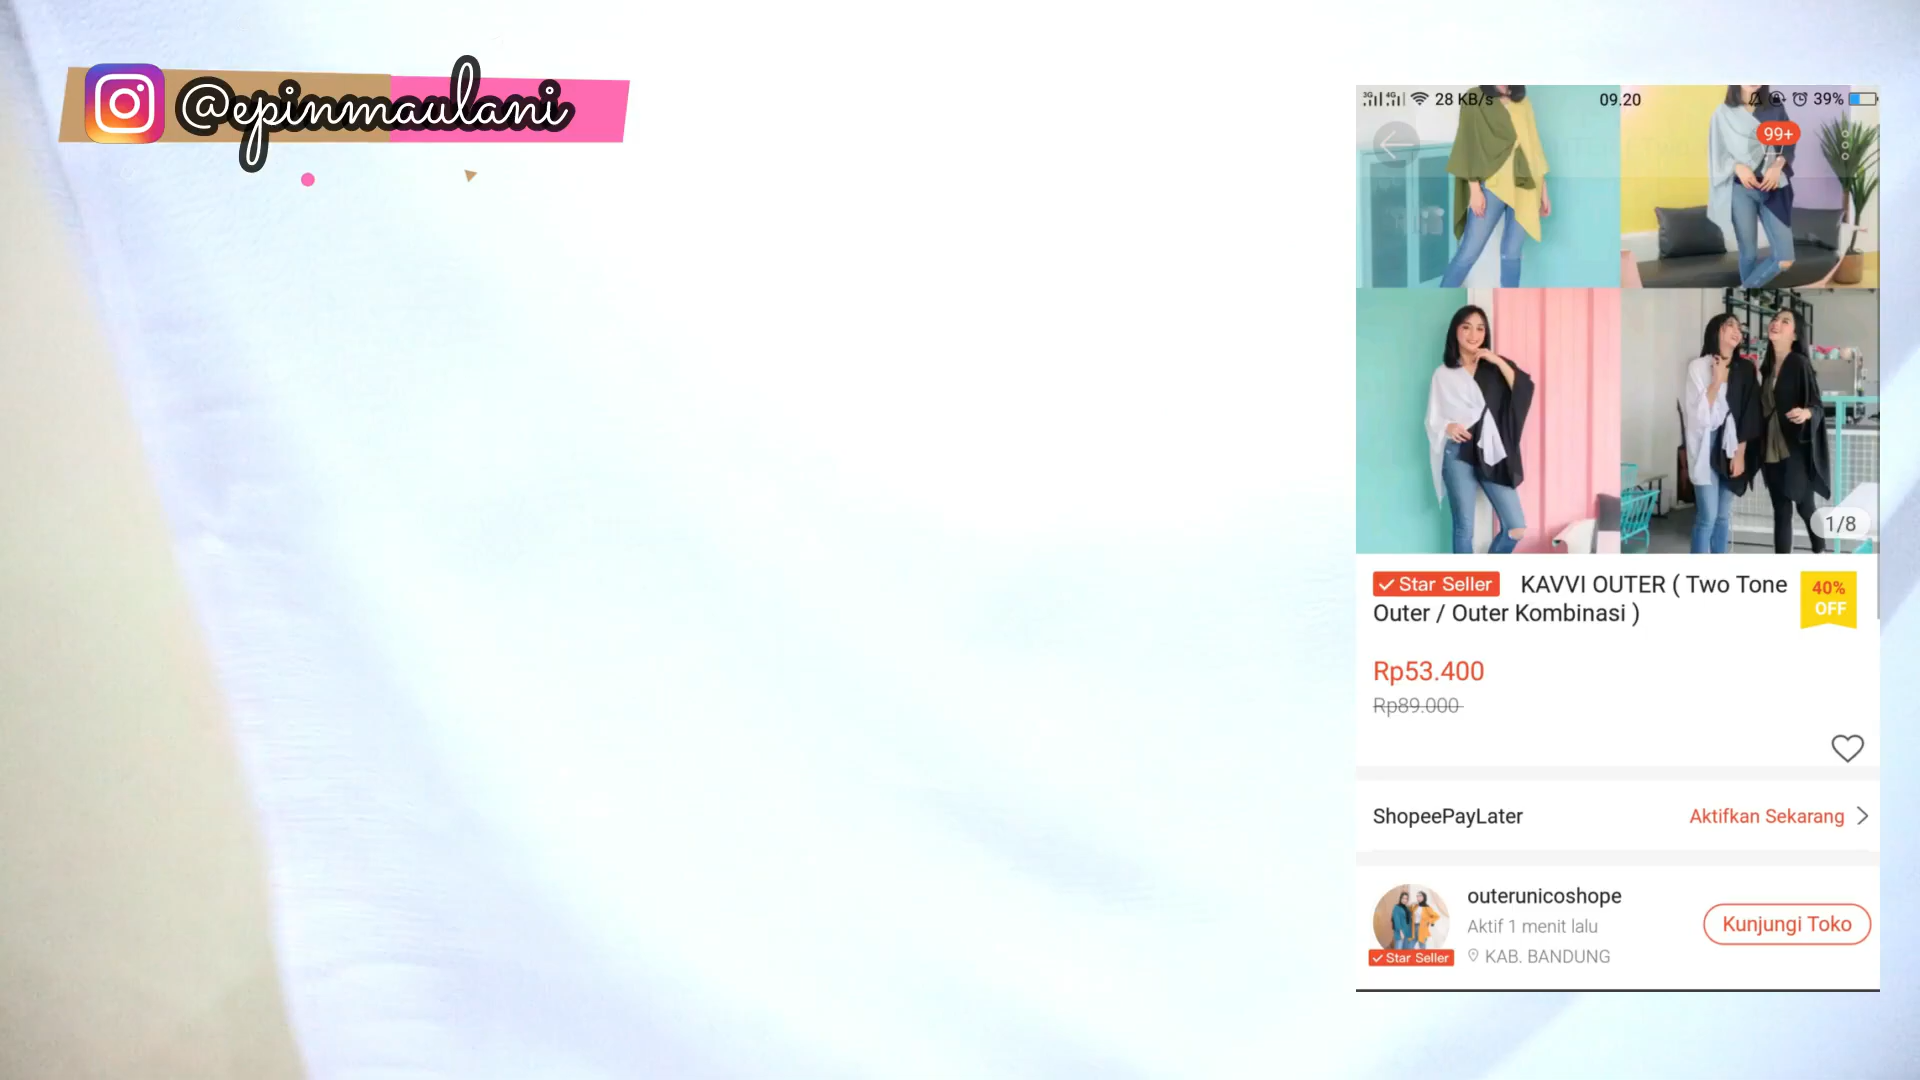 @epinmaulani
3G 4G 28 KB/s 09.20 39%
99+
1/8
Star Seller KAVVI OUTER ( Two Tone
Outer / Outer Kombinasi )
40%
OFF
Rp53.400
Rp89.000
ShopeePayLater Aktifkan Sekarang
outerunicoshope
Aktif 1 menit lalu
Kunjungi Toko
Star Seller
KAB. BANDUNG